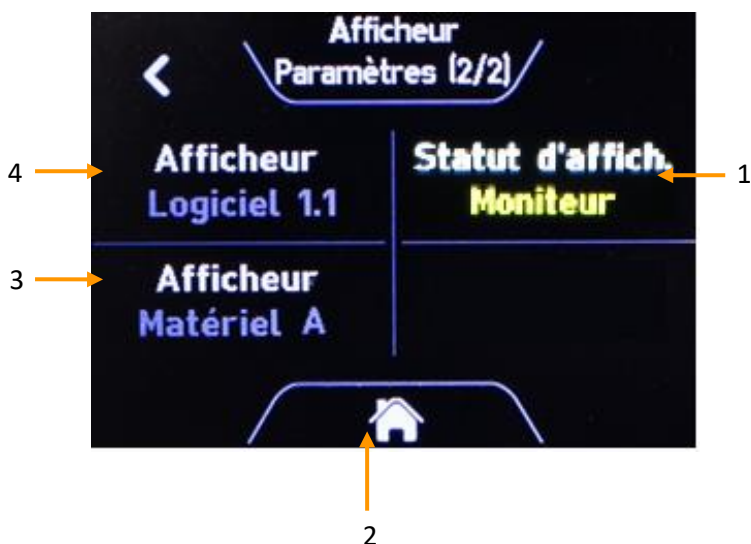 Afficheur
Paramètres (2/2)
Afficheur
Logiciel 1.1
Statut d'affich.
Moniteur
Afficheur
Matériel A
4
1
3
2